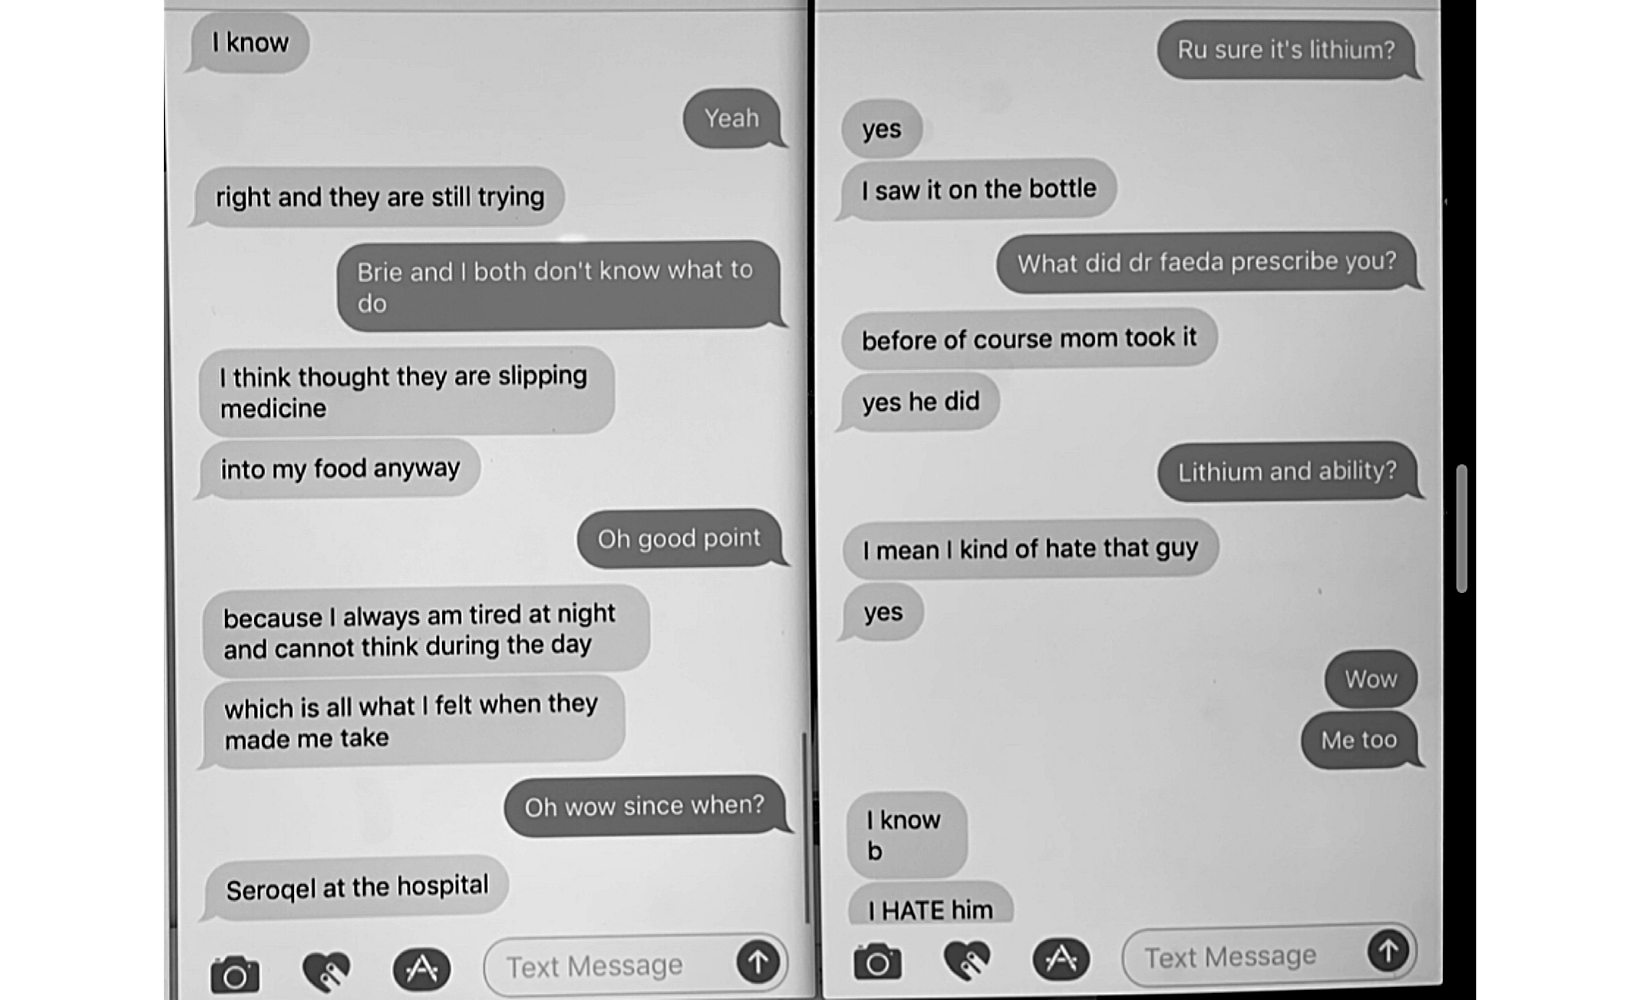 I know
Yeah
right and they are still trying
Brie and I both don't know what to
do
I think thought they are slipping
medicine
into my food anyway
Oh good point
because I always am tired at night
and cannot think during the day
which is all what I felt when they
made me take
Oh wow since when?
Seroqel at the hospital
Text Message
Ru sure it's lithium?
yes
I saw it on the bottle
What did dr faeda prescribe you?
before of course mom took it
yes he did
Lithium and ability?
I mean I kind of hate that guy
yes
Wow
Me too
I know
b
I HATE him
Text Message